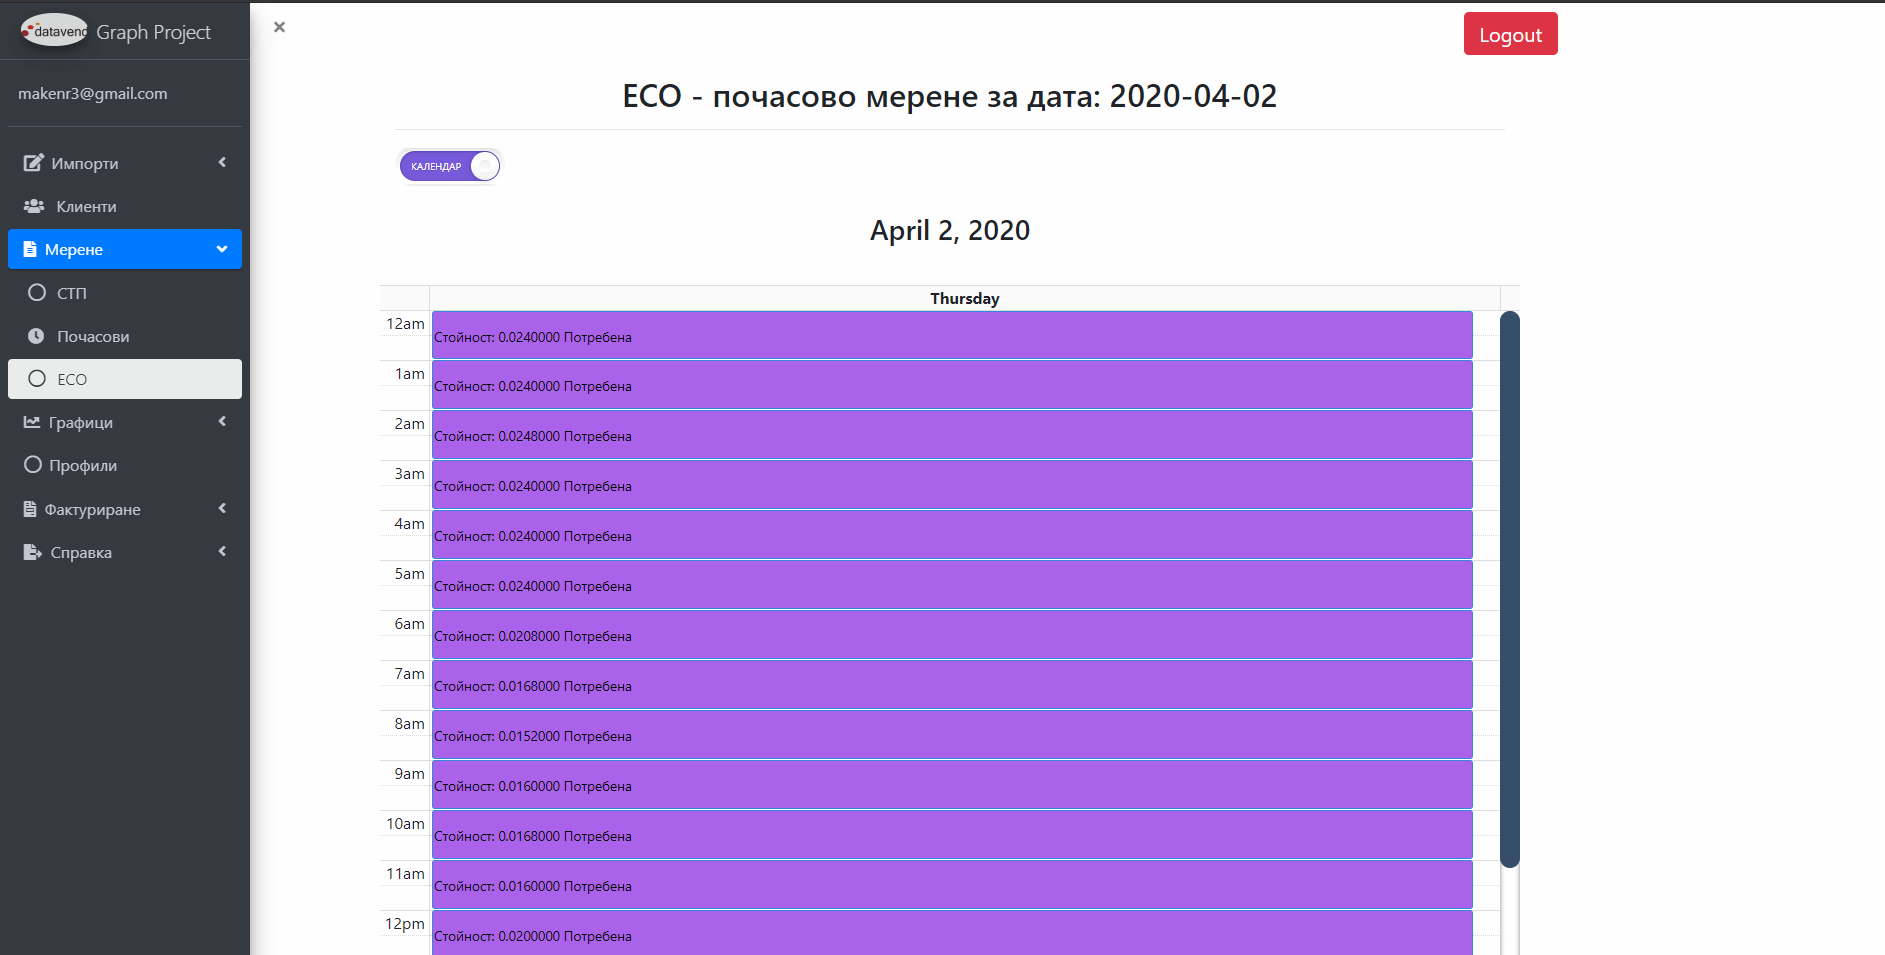 datavend Graph Project
makenr3@gmail.com
Импорти
Клиенти
Мерене
СТП
Почасови
ECO
Графици
Профили
Фактуриране
Справка
×
Logout
ECO - почасово мерене за дата: 2020-04-02
КАЛЕНДАР
April 2, 2020
Thursday
12am Стойност: 0.0240000 Потребена
1am Стойност: 0.0240000 Потребена
2am Стойност: 0.0248000 Потребена
3am Стойност: 0.0240000 Потребена
4am Стойност: 0.0240000 Потребена
5am Стойност: 0.0240000 Потребена
6am Стойност: 0.0208000 Потребена
7am Стойност: 0.0168000 Потребена
8am Стойност: 0.0152000 Потребена
9am Стойност: 0.0160000 Потребена
10am Стойност: 0.0168000 Потребена
11am Стойност: 0.0160000 Потребена
12pm Стойност: 0.0200000 Потребена